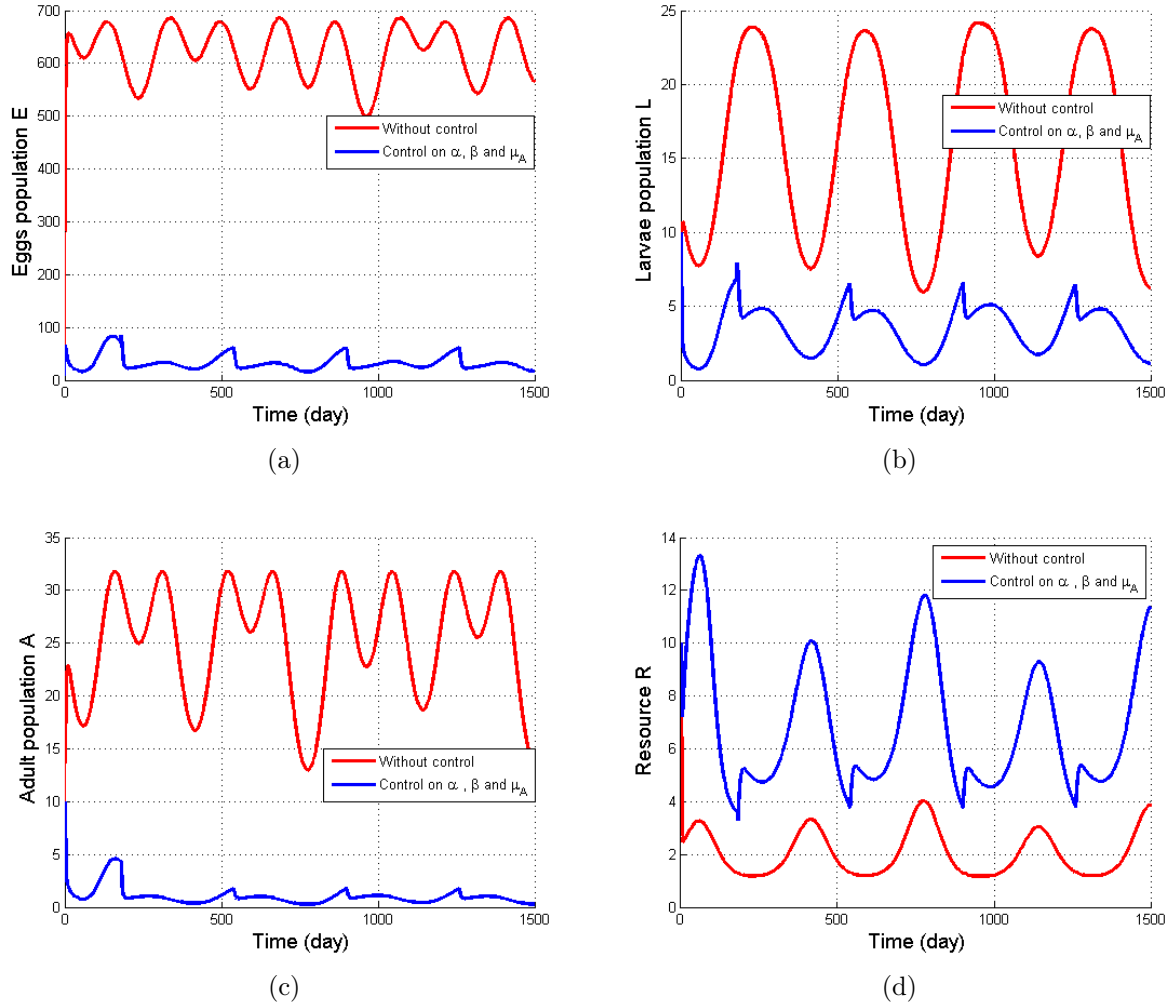 700
600
500
400
300
200
100
0
Eggs population E
Without control
Control on α, β and μ_A
0 500 1000 1500
Time (day)
(a)
25
20
15
10
5
0
Larvae population L
Without control
Control on α, β and μ_A
0 500 1000 1500
Time (day)
(b)
35
30
25
20
15
10
5
0
Adult population A
Without control
Control on α , β and μ_A
0 500 1000 1500
Time (day)
(c)
14
12
10
8
6
4
2
0
Resource R
Without control
Control on α , β and μ_A
0 500 1000 1500
Time (day)
(d)